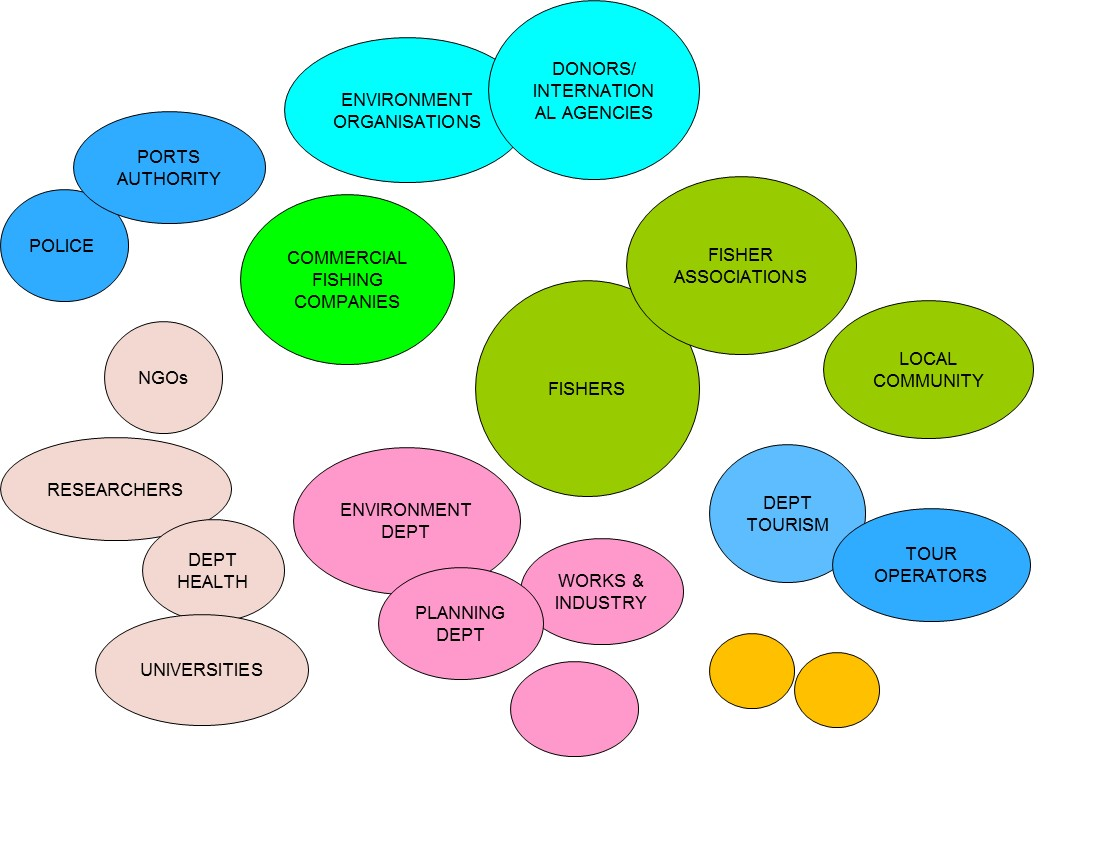 DONORS/
INTERNATION
AL AGENCIES
ENVIRONMENT
ORGANISATIONS
PORTS
AUTHORITY
POLICE
COMMERCIAL
FISHING
COMPANIES
FISHER
ASSOCIATIONS
LOCAL
COMMUNITY
FISHERS
NGOs
RESEARCHERS
DEPT
HEALTH
UNIVERSITIES
ENVIRONMENT
DEPT
PLANNING
DEPT
WORKS &
INDUSTRY
DEPT
TOURISM
TOUR
OPERATORS